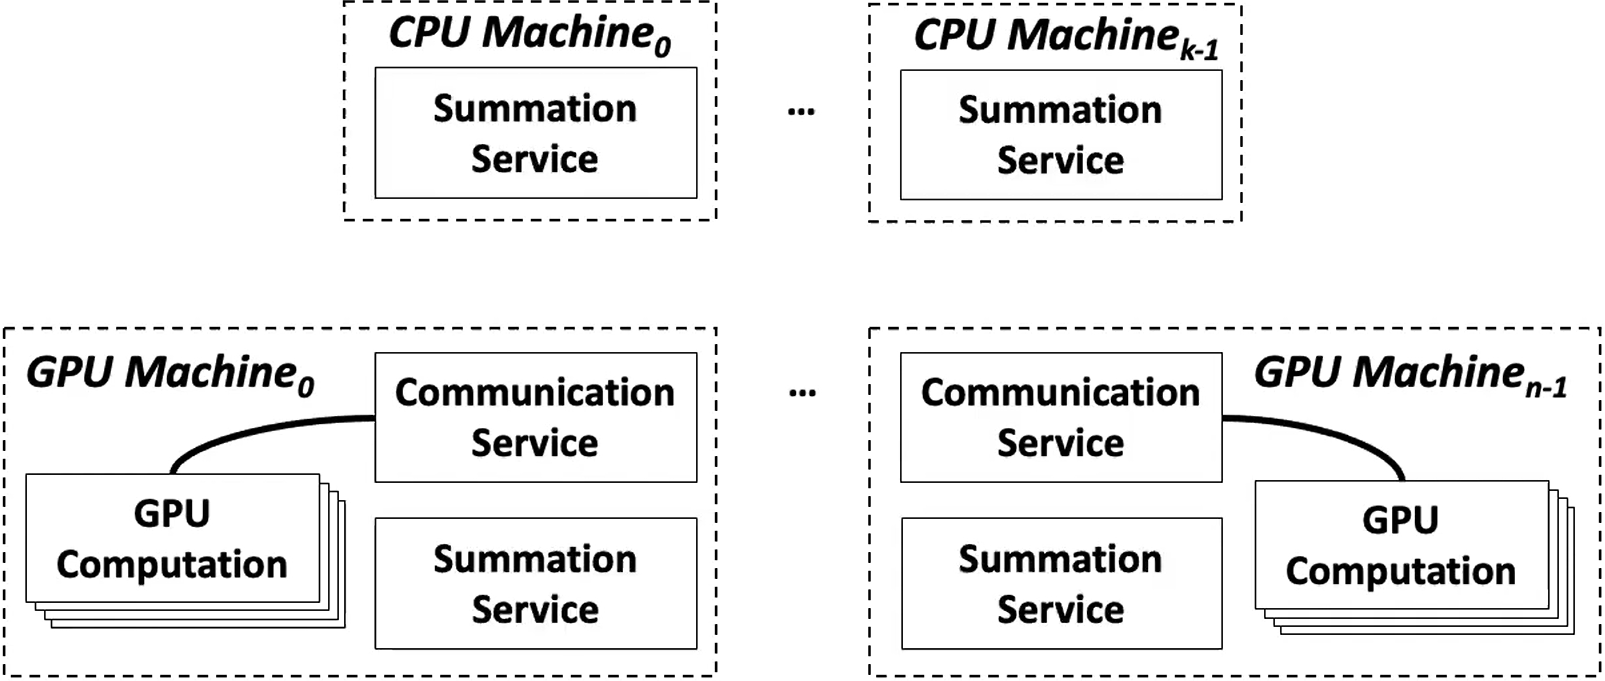 CPU Machine0
CPU Machinek-1
Summation
Service
...
Summation
Service
GPU Machine0
Communication
Service
...
Communication
Service
GPU Machinen-1
GPU
Computation
Summation
Service
Summation
Service
GPU
Computation